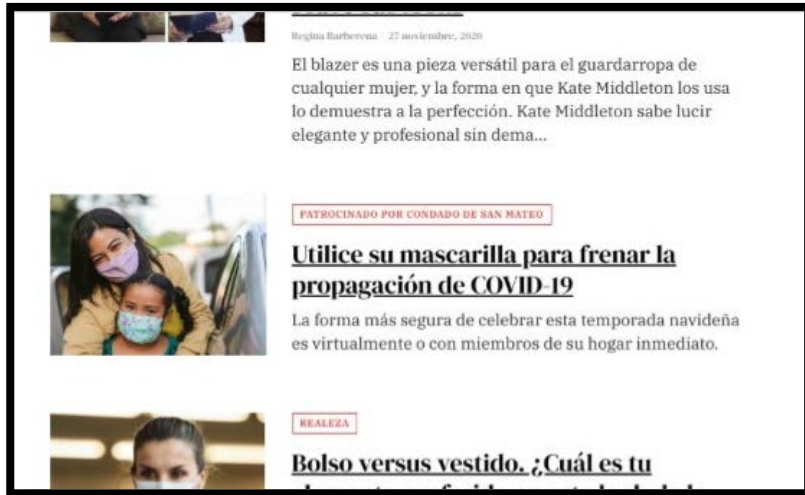 Regina Barberena 27 noviembre, 2020
El blazer es una pieza versátil para el guardarropa de
cualquier mujer, y la forma en que Kate Middleton los usa
lo demuestra a la perfección. Kate Middleton sabe lucir
elegante y profesional sin dema...
PATROCINADO POR CONDADO DE SAN MATEO
Utilice su mascarilla para frenar la
propagación de COVID-19
La forma más segura de celebrar esta temporada navideña
es virtualmente o con miembros de su hogar inmediato.
REALEZA
Bolso versus vestido. ¿Cuál es tu